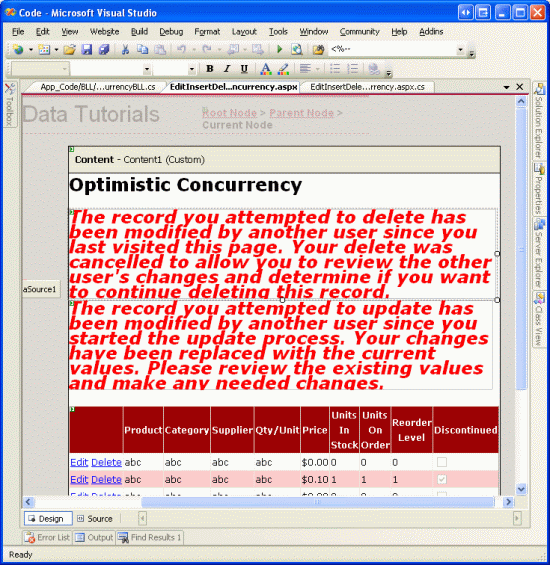 Code - Microsoft Visual Studio
File Edit View Website Build Debug Format Layout Tools Window Community Help Addins
<%--
B I U A
App_Code/BLL/...urrencyBLL.cs EditInsertDel...ncurrency.aspx EditInsertDele...rrency.aspx.cs
Toolbox
Data Tutorials
Root Node > Parent Node >
Current Node
Content - Content1 (Custom)
Optimistic Concurrency
The record you attempted to delete has
been modified by another user since you
last visited this page. Your delete was
cancelled to allow you to review the other
user's changes and determine if you want
to continue deleting this record.
aSource1
The record you attempted to update has
been modified by another user since you
started the update process. Your changes
have been replaced with the current
values. Please review the existing values
and make any needed changes.
Product Category Supplier Qty/Unit Price Units In Stock Units On Order Reorder Level Discontinued
Edit Delete abc abc abc abc $0.00 0 0 0
Edit Delete abc abc abc abc $0.10 1 1 1
Solution Explorer
Properties
Server Explorer
Class View
Design Source
Error List Output Find Results 1
Ready